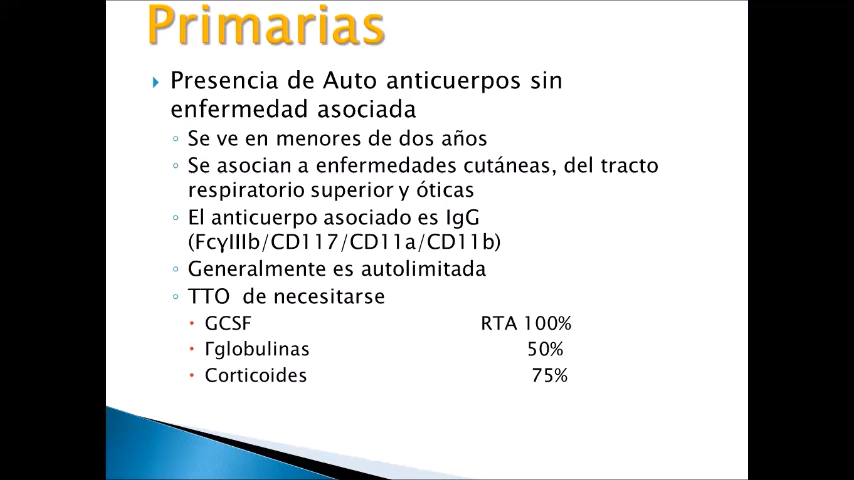 Primarias
Presencia de Auto anticuerpos sin
enfermedad asociada
Se ve en menores de dos años
Se asocian a enfermedades cutáneas, del tracto
respiratorio superior y óticas
El anticuerpo asociado es IgG
(FcγIIIb/CD117/CD11a/CD11b)
Generalmente es autolimitada
TTO de necesitarse
GCSF RTA 100%
Γglobulinas 50%
Corticoides 75%